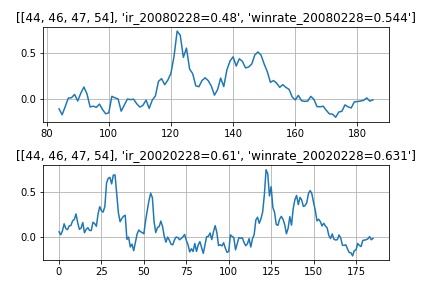 [[44, 46, 47, 54], 'ir_20080228=0.48', 'winrate_20080228=0.544']
0.5
0.0
80 100 120 140 160 180
[[44, 46, 47, 54], 'ir_20020228=0.61', 'winrate_20020228=0.631']
0.5
0.0
0 25 50 75 100 125 150 175